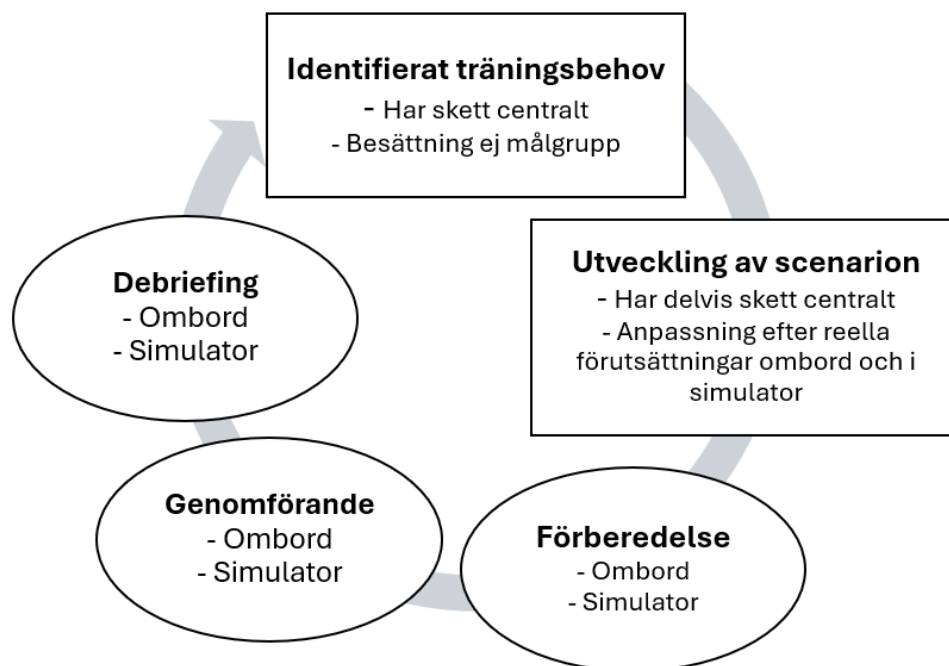 Identifierat träningsbehov
- Har skett centralt
- Besättning ej målgrupp
Utveckling av scenarion
- Har delvis skett centralt
- Anpassning efter reella
förutsättningar ombord och i
simulator
Förberedelse
- Ombord
- Simulator
Genomförande
- Ombord
- Simulator
Debriefing
- Ombord
- Simulator